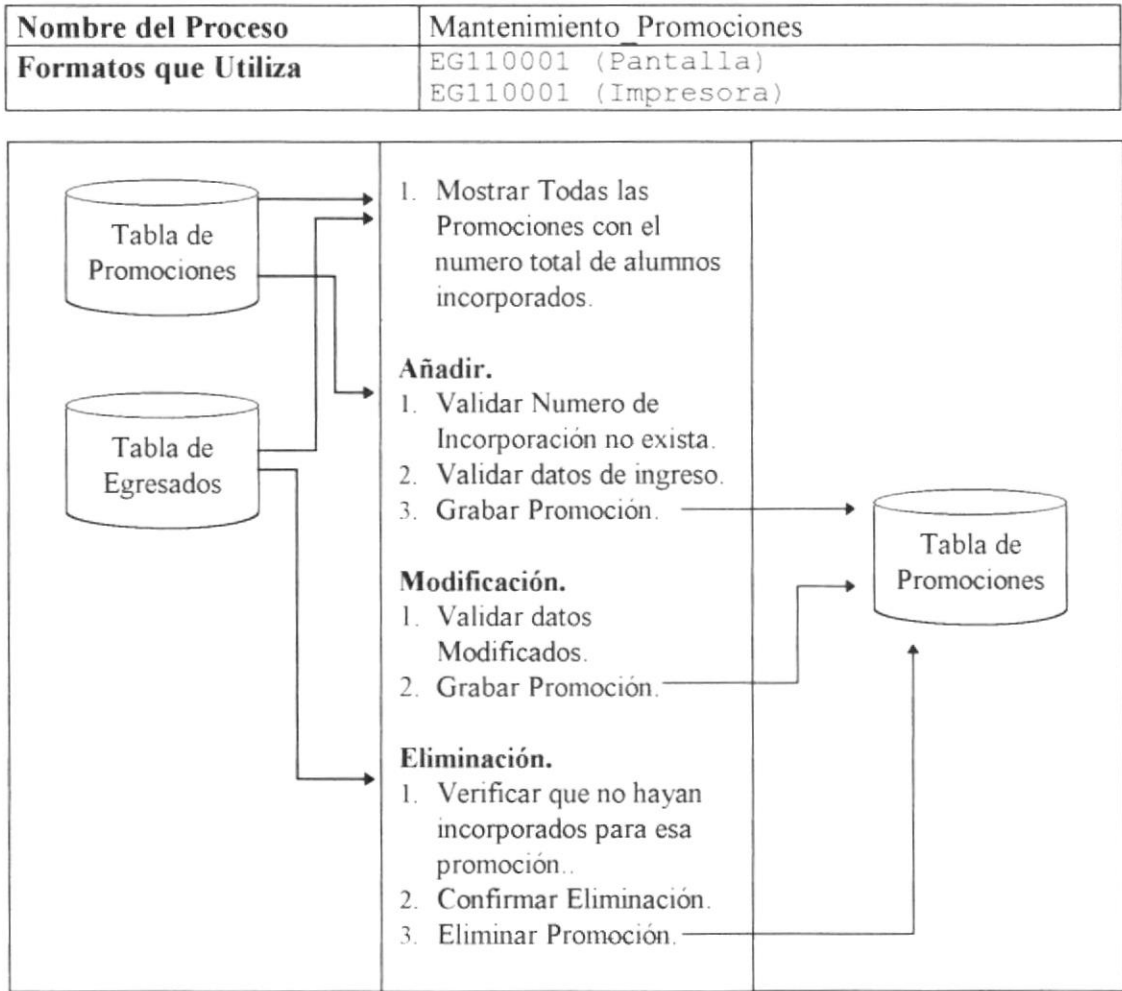 Nombre del Proceso
Mantenimiento_Promociones
Formatos que Utiliza
EG110001 (Pantalla)
EG110001 (Impresora)
Tabla de
Promociones
Tabla de
Egresados
1. Mostrar Todas las
Promociones con el
numero total de alumnos
incorporados.
Añadir.
1. Validar Numero de
Incorporación no exista.
2. Validar datos de ingreso.
3. Grabar Promoción.
Modificación.
1. Validar datos
Modificados.
2. Grabar Promoción.
Eliminación.
1. Verificar que no hayan
incorporados para esa
promoción..
2. Confirmar Eliminación.
3. Eliminar Promoción.
Tabla de
Promociones